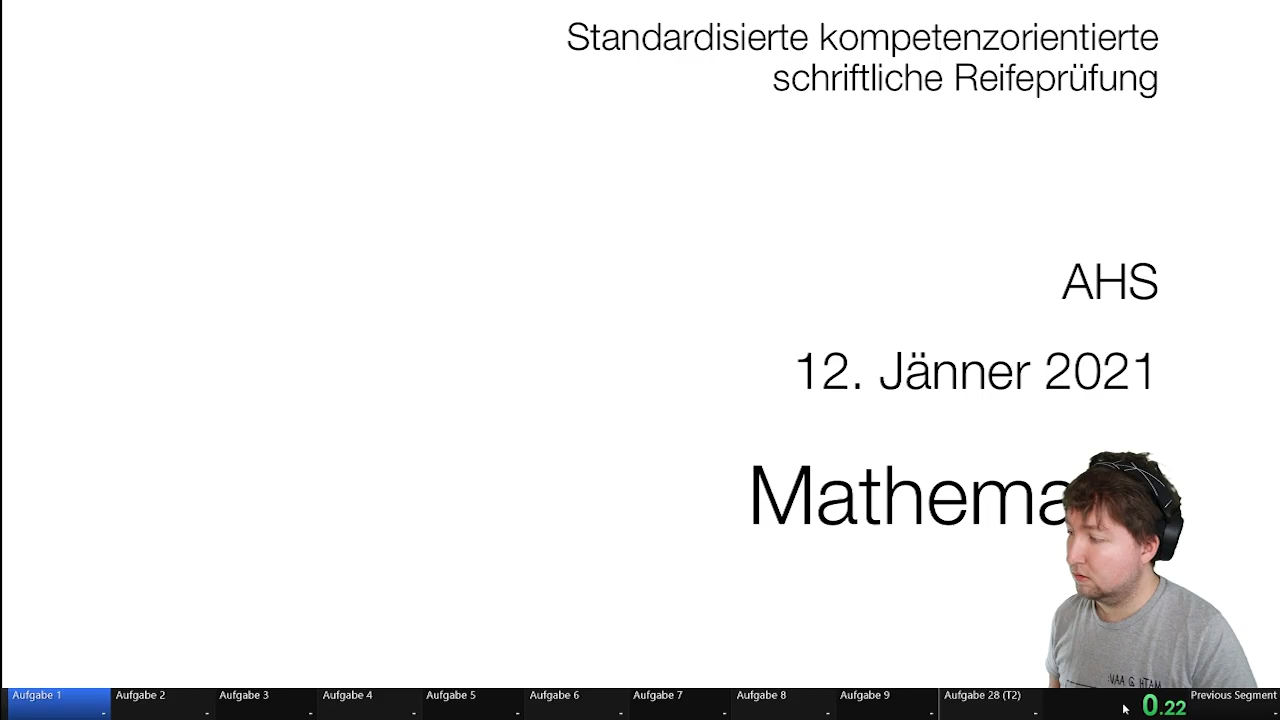 Standardisierte kompetenzorientierte
schriftliche Reifeprüfung
AHS
12. Jänner 2021
Mathema
Aufgabe 1
-
Aufgabe 2
-
Aufgabe 3
-
Aufgabe 4
-
Aufgabe 5
-
Aufgabe 6
-
Aufgabe 7
-
Aufgabe 8
-
Aufgabe 9
-
Aufgabe 28 (T2)
-
0.22
Previous Segment
-